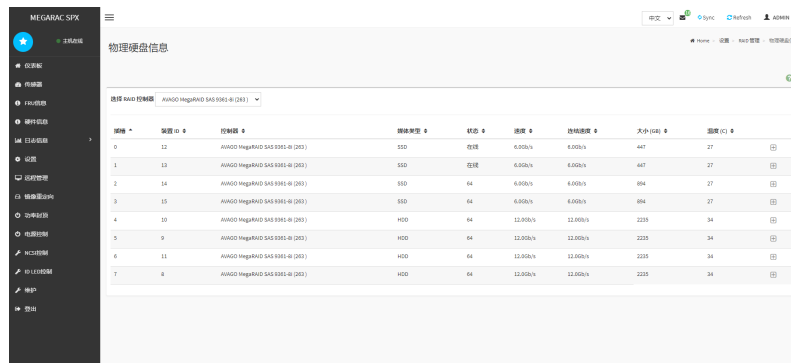 MEGARAC SPX
中文
10
Sync
Refresh
ADMIN
主机在线
物理硬盘信息
Home - 设置 - RAID 管理 - 物理硬盘信
仪表板
传感器
FRU信息
硬件信息
日志信息
设置
远程管理
镜像重定向
功率封顶
电源控制
NCSI控制
ID LED控制
维护
登出
选择 RAID 控制器 AVAGO MegaRAID SAS 9361-8i (263 )
插槽 装置 ID 控制器 媒体类型 状态 速度 连结速度 大小 (GB) 温度 (C)
0 12 AVAGO MegaRAID SAS 9361-8i (263 ) SSD 在线 6.0Gb/s 6.0Gb/s 447 27
1 13 AVAGO MegaRAID SAS 9361-8i (263 ) SSD 在线 6.0Gb/s 6.0Gb/s 447 27
2 14 AVAGO MegaRAID SAS 9361-8i (263 ) SSD 64 6.0Gb/s 6.0Gb/s 894 27
3 15 AVAGO MegaRAID SAS 9361-8i (263 ) SSD 64 6.0Gb/s 6.0Gb/s 894 27
4 10 AVAGO MegaRAID SAS 9361-8i (263 ) HDD 64 12.0Gb/s 12.0Gb/s 2235 34
5 9 AVAGO MegaRAID SAS 9361-8i (263 ) HDD 64 12.0Gb/s 12.0Gb/s 2235 34
6 11 AVAGO MegaRAID SAS 9361-8i (263 ) HDD 64 12.0Gb/s 12.0Gb/s 2235 34
7 8 AVAGO MegaRAID SAS 9361-8i (263 ) HDD 64 12.0Gb/s 12.0Gb/s 2235 34